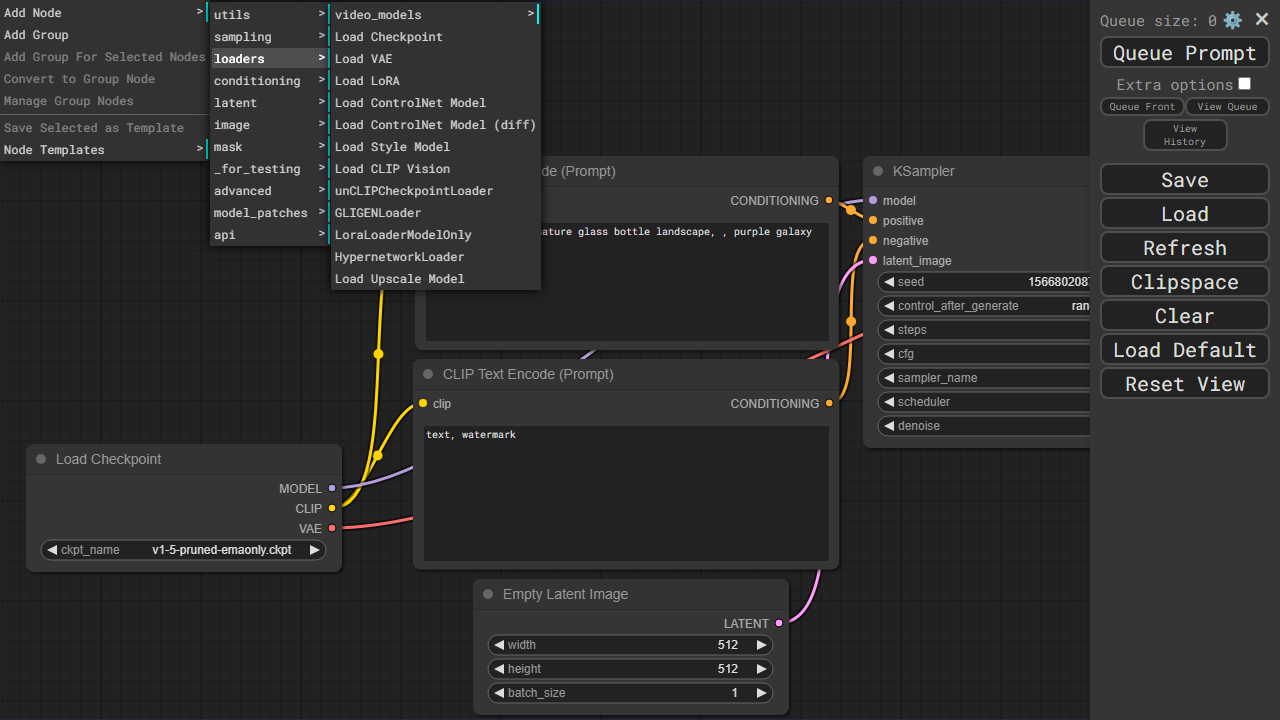 Add Node >
Add Group
Add Group For Selected Nodes
Convert to Group Node
Manage Group Nodes
Save Selected as Template
Node Templates >
utils >
sampling >
loaders >
conditioning >
latent >
image >
mask >
_for_testing >
advanced >
model_patches >
api >
video_models >
Load Checkpoint
Load VAE
Load LoRA
Load ControlNet Model
Load ControlNet Model (diff)
Load Style Model
Load CLIP Vision
unCLIPCheckpointLoader
GLIGENLoader
LoraLoaderModelOnly
HypernetworkLoader
Load Upscale Model
de (Prompt)
CONDITIONING
ature glass bottle landscape, , purple galaxy
CLIP Text Encode (Prompt)
clip CONDITIONING
text, watermark
Load Checkpoint
MODEL
CLIP
VAE
ckpt_name v1-5-pruned-emaonly.ckpt
Empty Latent Image
LATENT
width 512
height 512
batch_size 1
KSampler
model
positive
negative
latent_image
seed 156680208
control_after_generate ran
steps
cfg
sampler_name
scheduler
denoise
Queue size: 0
Queue Prompt
Extra options
Queue Front View Queue
View
History
Save
Load
Refresh
Clipspace
Clear
Load Default
Reset View